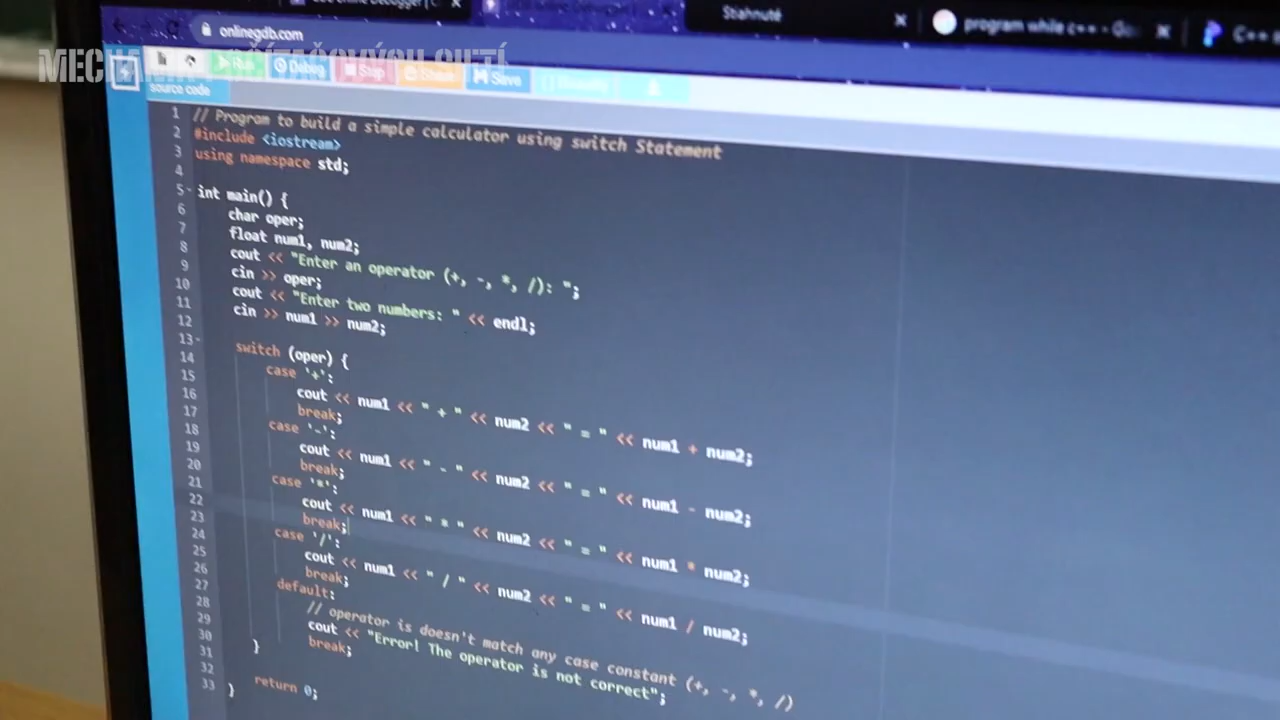 Stiahnuté
program while c++ - Go
C++
onlinegdb.com
MECHA
Run
Debug
Stop
Share
Save
source code
1 // Program to build a simple calculator using switch Statement
2 #include <iostream>
3 using namespace std;
4
5 int main() {
6 char oper;
7 float num1, num2;
8 cout << "Enter an operator (+, -, *, /): ";
9 cin >> oper;
10 cout << "Enter two numbers: " << endl;
11 cin >> num1 >> num2;
12
13 switch (oper) {
14 case '+':
15 cout << num1 << " + " << num2 << " = " << num1 + num2;
16 break;
17 case '-':
18 cout << num1 << " - " << num2 << " = " << num1 - num2;
19 break;
20 case '*':
21 cout << num1 << " * " << num2 << " = " << num1 * num2;
22 break;
23 case '/':
24 cout << num1 << " / " << num2 << " = " << num1 / num2;
25 break;
26 default:
27 // operator is doesn't match any case constant (+, -, *, /)
28 cout << "Error! The operator is not correct";
29 break;
30 }
31
32 return 0;
33 }